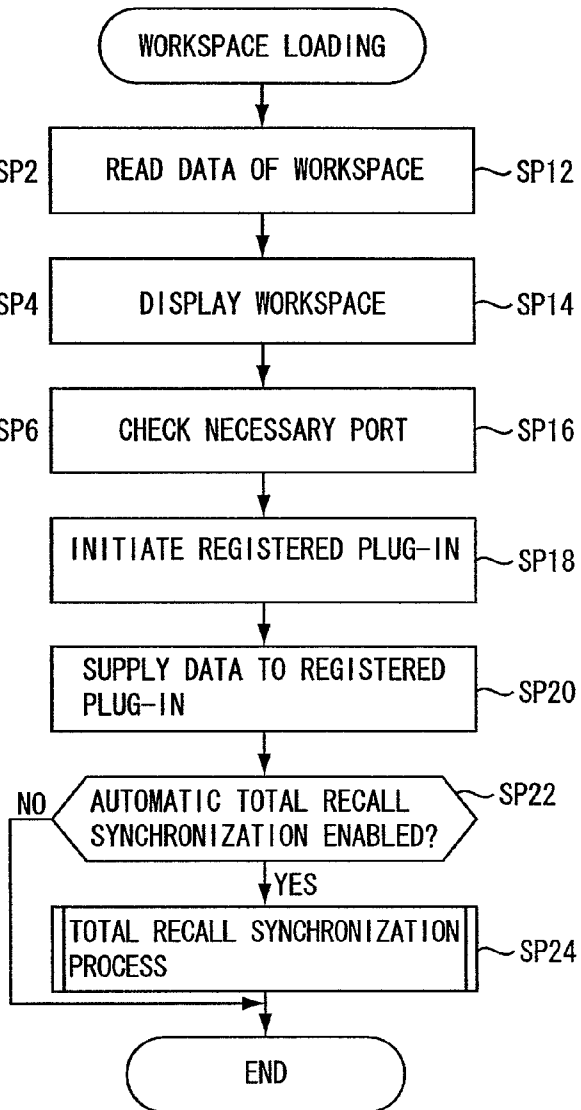 WORKSPACE LOADING
SP2 READ DATA OF WORKSPACE SP12
SP4 DISPLAY WORKSPACE SP14
SP6 CHECK NECESSARY PORT SP16
INITIATE REGISTERED PLUG-IN SP18
SUPPLY DATA TO REGISTERED
PLUG-IN SP20
NO AUTOMATIC TOTAL RECALL SP22
SYNCHRONIZATION ENABLED?
YES
TOTAL RECALL SYNCHRONIZATION
PROCESS SP24
END